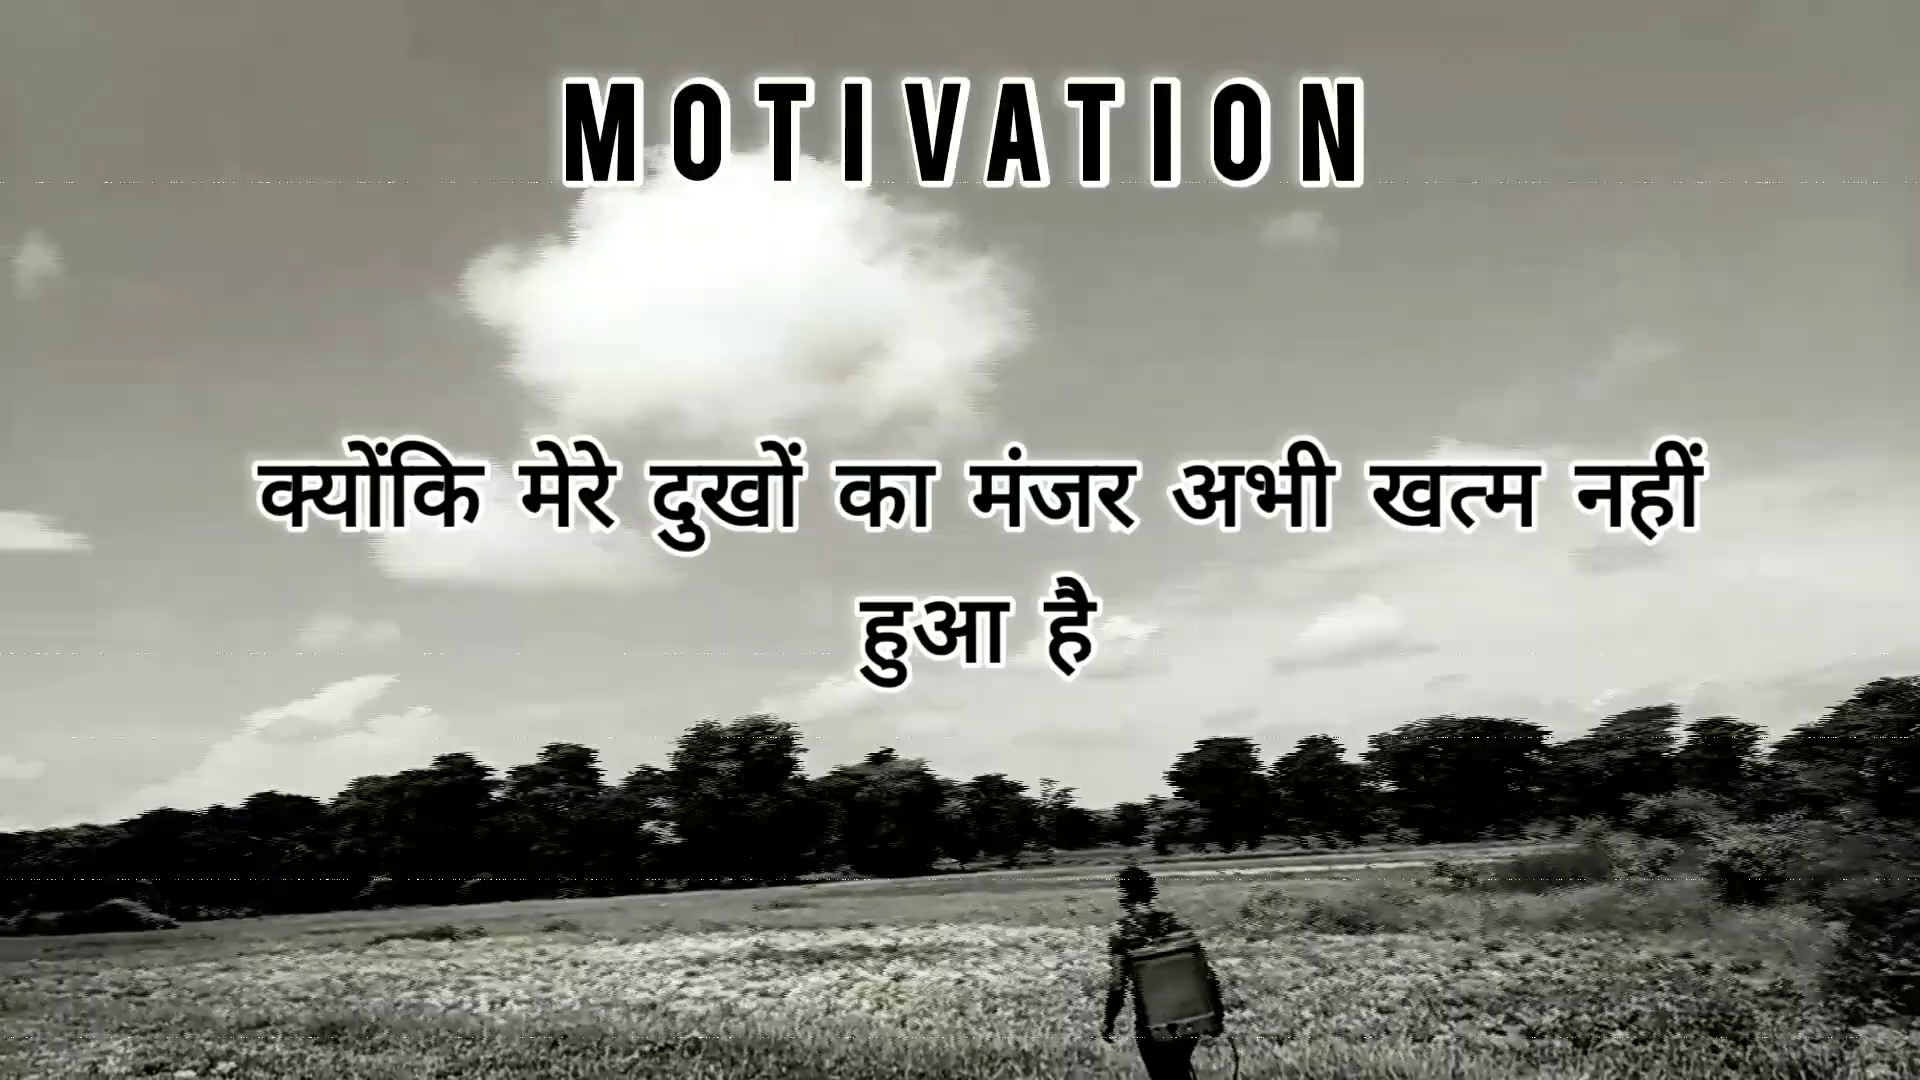 MOTIVATION
क्योंकि मेरे दुखों का मंजर अभी खत्म नहीं
हुआ है